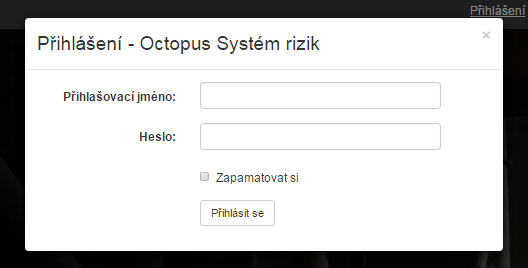 Přihlášení
Přihlášení - Octopus Systém rizik
×
Přihlašovací jméno:
Heslo:
Zapamatovat si
Přihlásit se